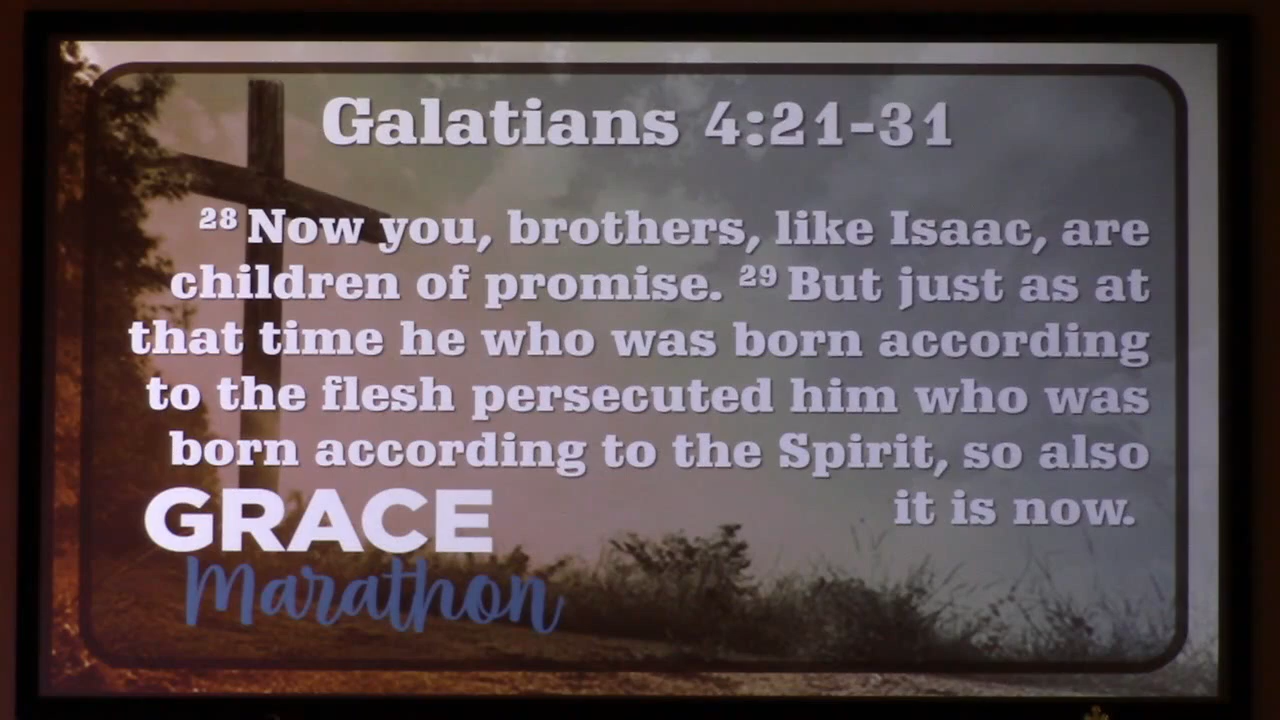 Galatians 4:21-31
28 Now you, brothers, like Isaac, are
children of promise. 29 But just as at
that time he who was born according
to the flesh persecuted him who was
born according to the Spirit, so also
it is now.
GRACE
Marathon